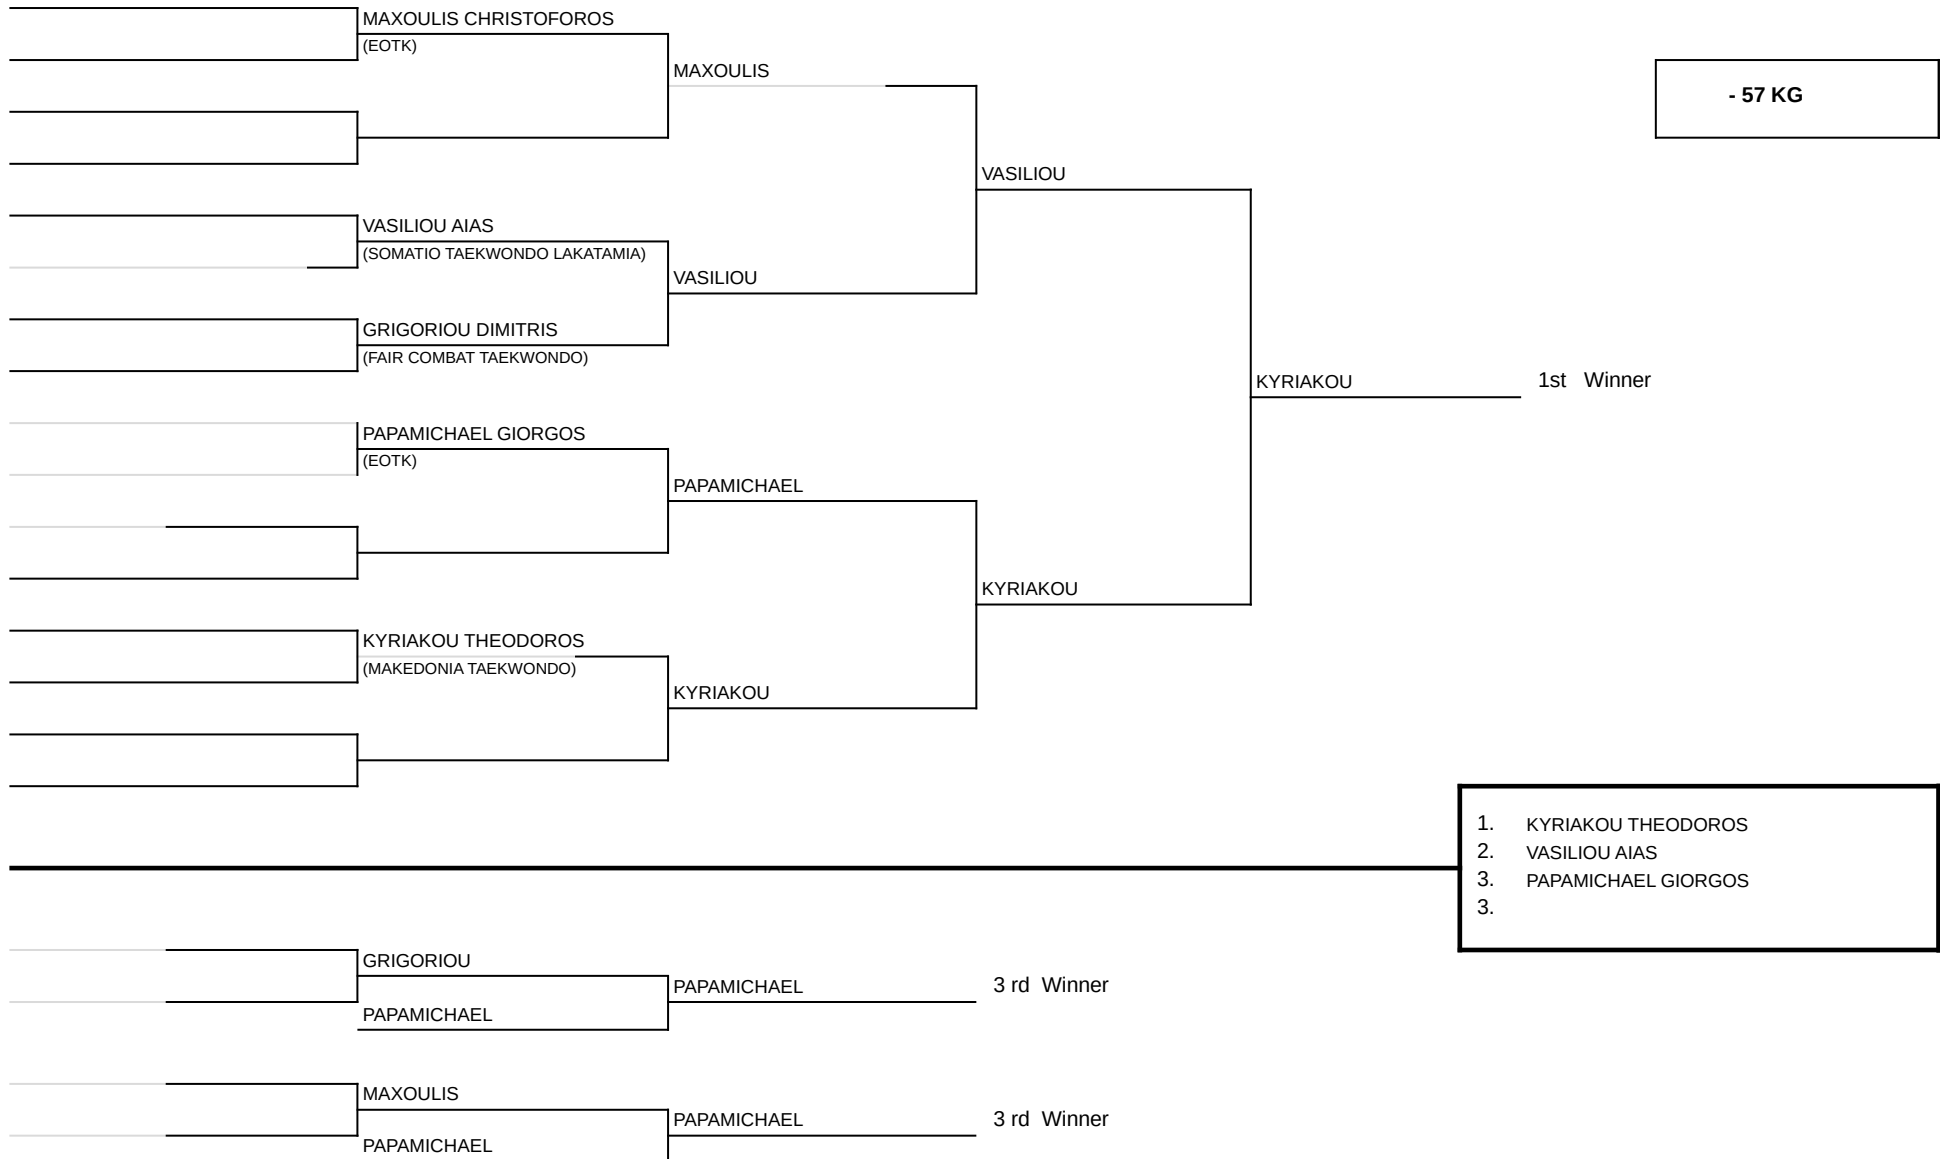 MAXOULIS CHRISTOFOROS
(EOTK)
MAXOULIS
- 57 KG
VASILIOU
VASILIOU AIAS
(SOMATIO TAEKWONDO LAKATAMIA)
VASILIOU
GRIGORIOU DIMITRIS
(FAIR COMBAT TAEKWONDO)
KYRIAKOU
1st Winner
PAPAMICHAEL GIORGOS
(EOTK)
PAPAMICHAEL
KYRIAKOU
KYRIAKOU THEODOROS
(MAKEDONIA TAEKWONDO)
KYRIAKOU
1. KYRIAKOU THEODOROS
2. VASILIOU AIAS
3. PAPAMICHAEL GIORGOS
3.
GRIGORIOU
PAPAMICHAEL
3 rd Winner
PAPAMICHAEL
MAXOULIS
PAPAMICHAEL
3 rd Winner
PAPAMICHAEL